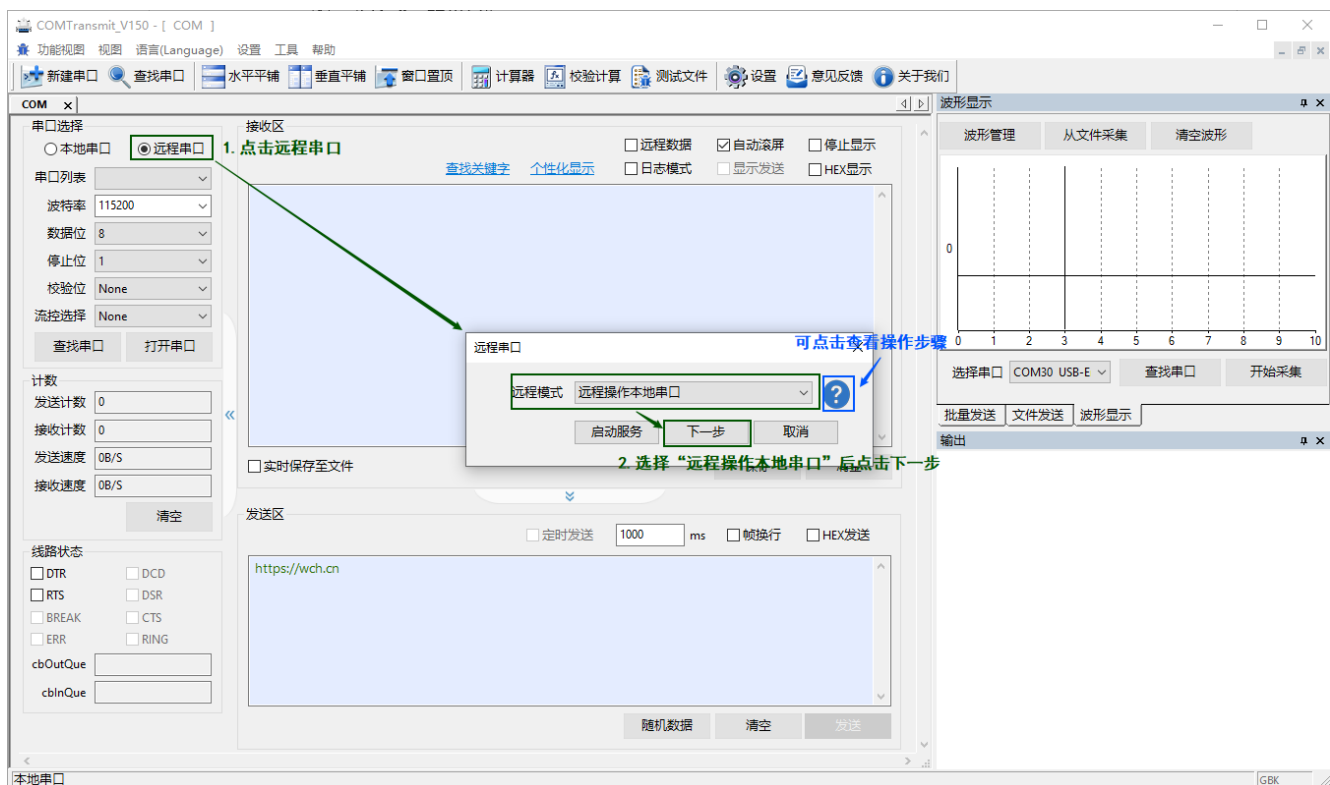 COMTransmit_V150 - [ COM ]
功能视图 视图 语言(Language) 设置 工具 帮助
新建串口 查找串口 水平平铺 垂直平铺 窗口置顶 计算器 校验计算 测试文件 设置 意见反馈 关于我们
COM x
串口选择
本地串口 远程串口
串口列表
波特率 115200
数据位 8
停止位 1
校验位 None
流控选择 None
查找串口 打开串口
计数
发送计数 0
接收计数 0
发送速度 0B/S
接收速度 0B/S
清空
线路状态
DTR DCD
RTS DSR
BREAK CTS
ERR RING
cbOutQue
cbInQue
接收区
1. 点击远程串口
远程数据 自动滚屏 停止显示
查找关键字 个性化显示 日志模式 显示发送 HEX显示
远程串口
可点击查看操作步骤
远程模式 远程操作本地串口 ?
启动服务 下一步 取消
2. 选择“远程操作本地串口”后点击下一步
实时保存至文件
发送区
定时发送 1000 ms 帧换行 HEX发送
https://wch.cn
随机数据 清空 发送
波形显示
波形管理 从文件采集 清空波形
0
0 1 2 3 4 5 6 7 8 9 10
选择串口 COM30 USB-E 查找串口 开始采集
批量发送 文件发送 波形显示
输出
本地串口
GBK